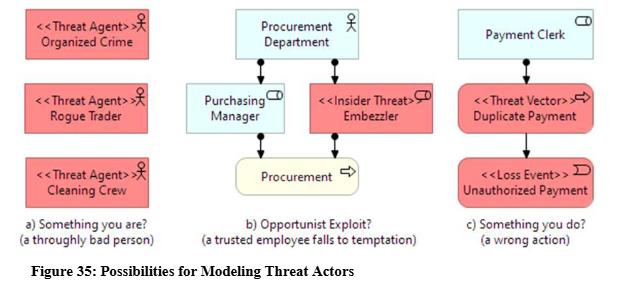 <<Threat Agent>>
Organized Crime
<<Threat Agent>>
Rogue Trader
<<Threat Agent>>
Cleaning Crew
a) Something you are?
(a throughly bad person)
Procurement
Department
Purchasing
Manager
<<Insider Threat>>
Embezzler
Procurement
b) Opportunist Exploit?
(a trusted employee falls to temptation)
Payment Clerk
<<Threat Vector>>
Duplicate Payment
<<Loss Event>>
Unauthorized Payment
c) Something you do?
(a wrong action)
Figure 35: Possibilities for Modeling Threat Actors